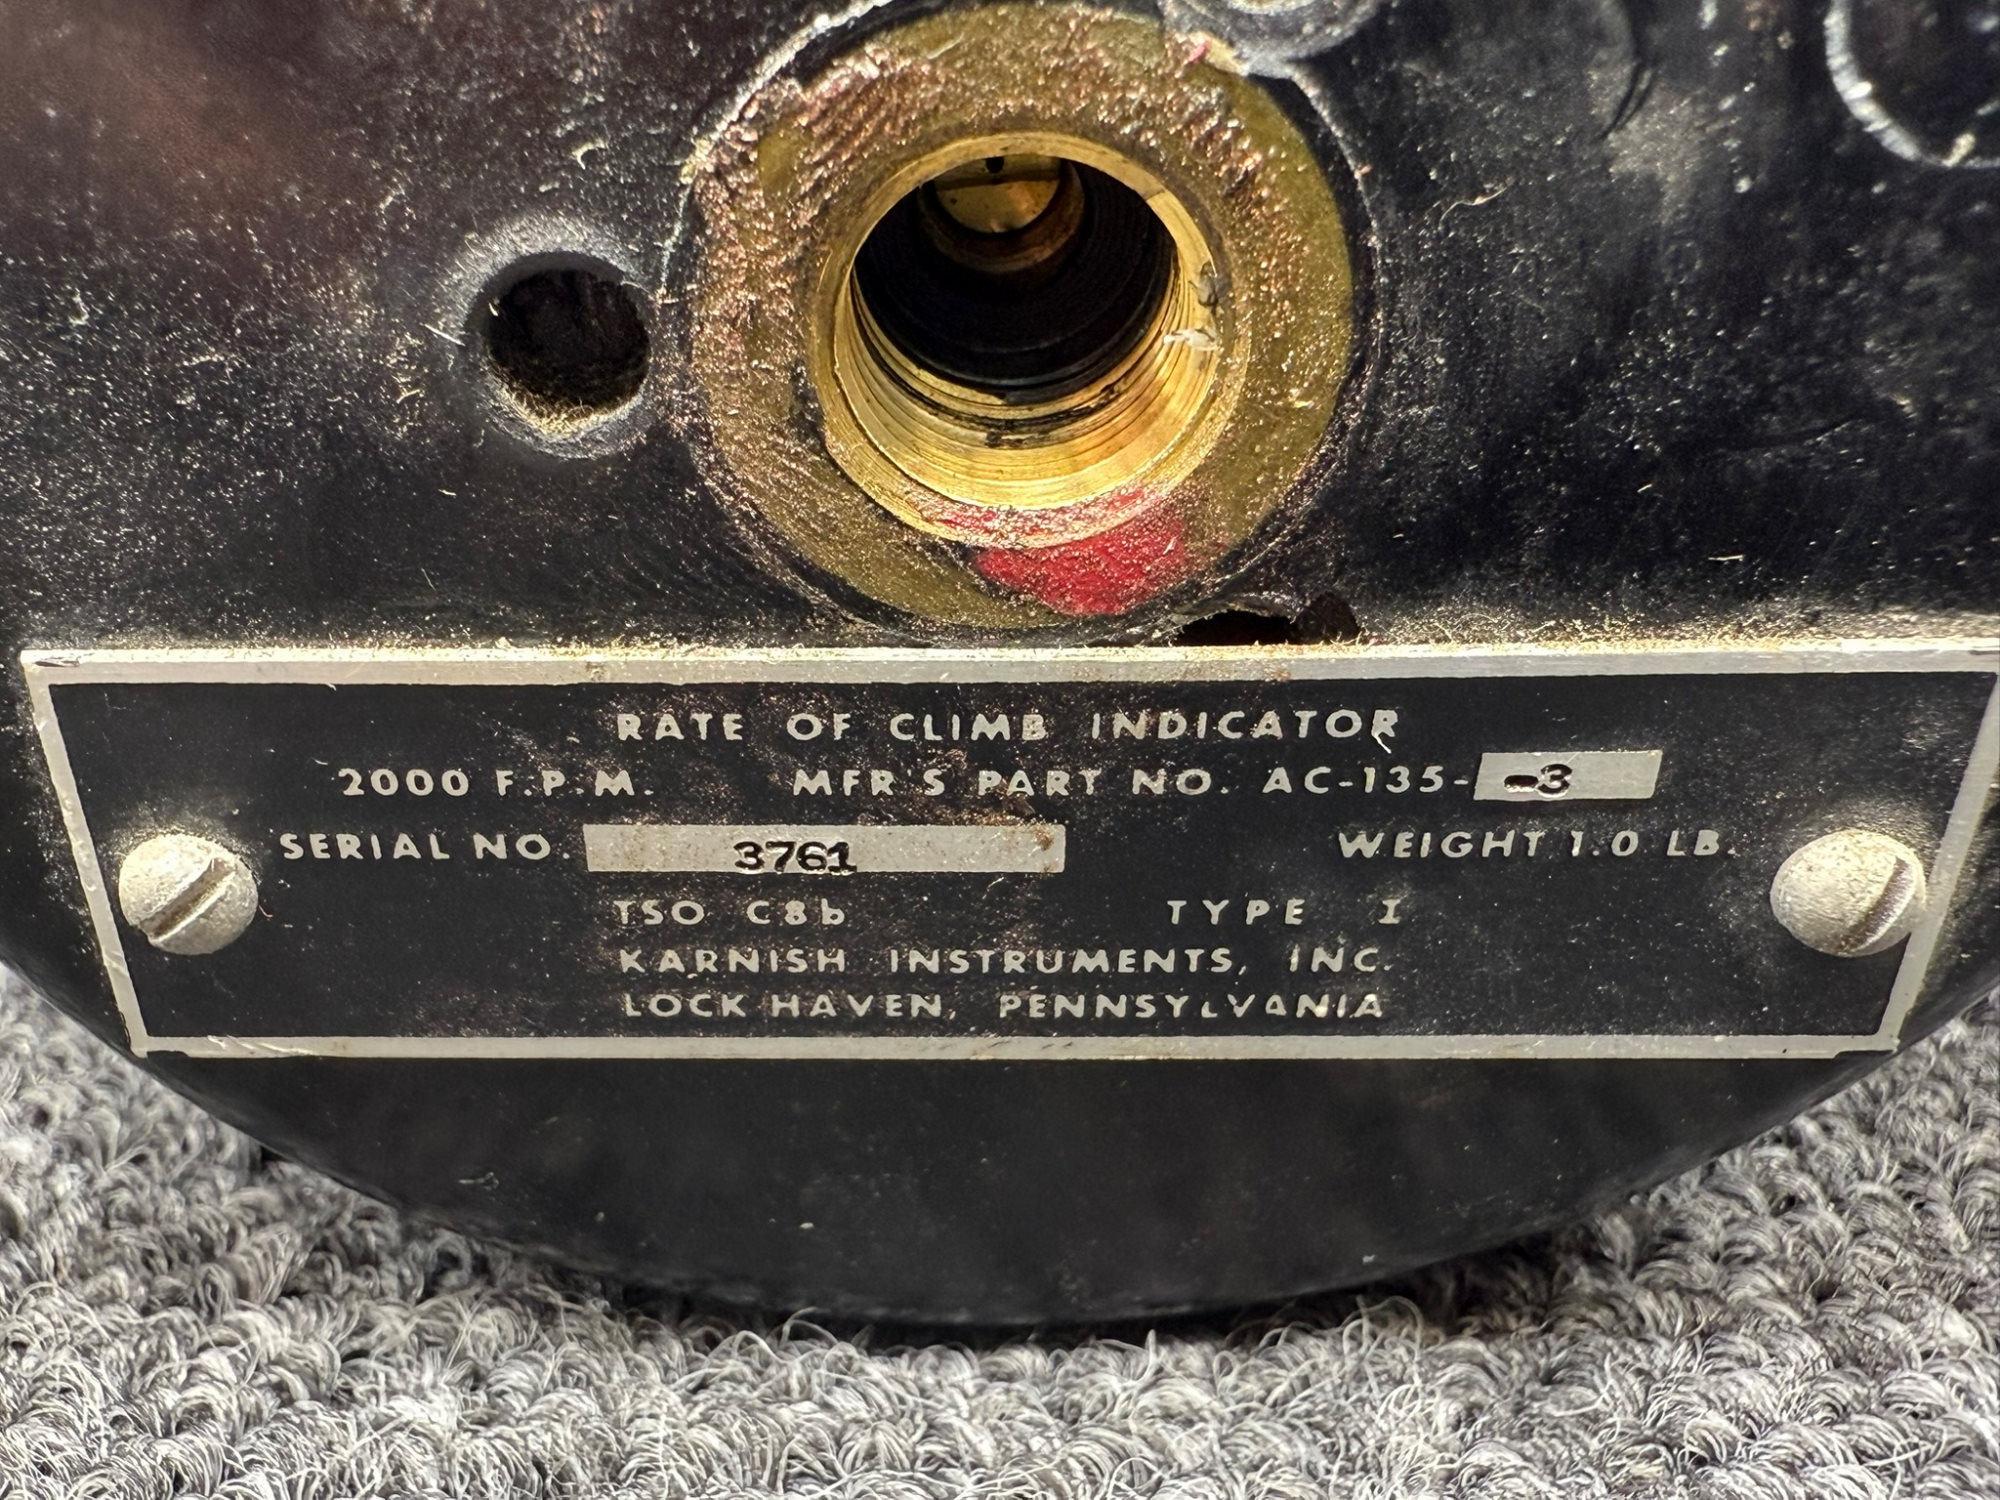 RATE OF CLIMB INDICATOR
2000 F.P.M. MFR'S PART NO. AC-135- -3
SERIAL NO. 3761 WEIGHT 1.0 LB.
TSO C8b TYPE I
KARNISH INSTRUMENTS, INC.
LOCK HAVEN, PENNSYLVANIA